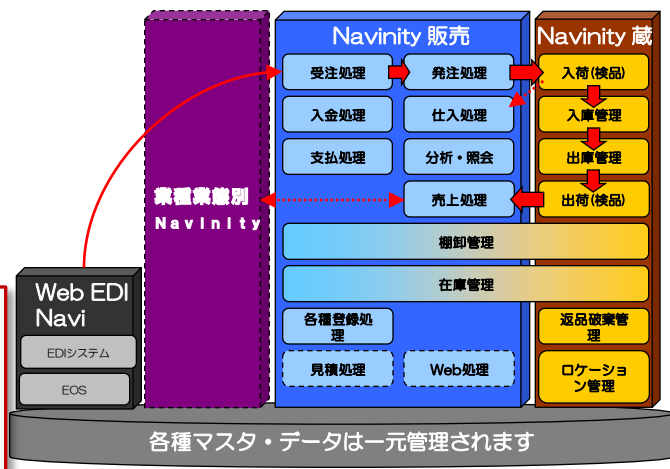 Navinity 販売
Navinity 蔵
受注処理
発注処理
入荷(検品)
入金処理
仕入処理
入庫管理
支払処理
分析・照会
出庫管理
業種業態別
Navinity
売上処理
出荷(検品)
棚卸管理
在庫管理
Web EDI
Navi
EDIシステム
EOS
各種登録処
理
返品破棄管
理
見積処理
Web処理
ロケーショ
ン管理
各種マスタ・データは一元管理されます